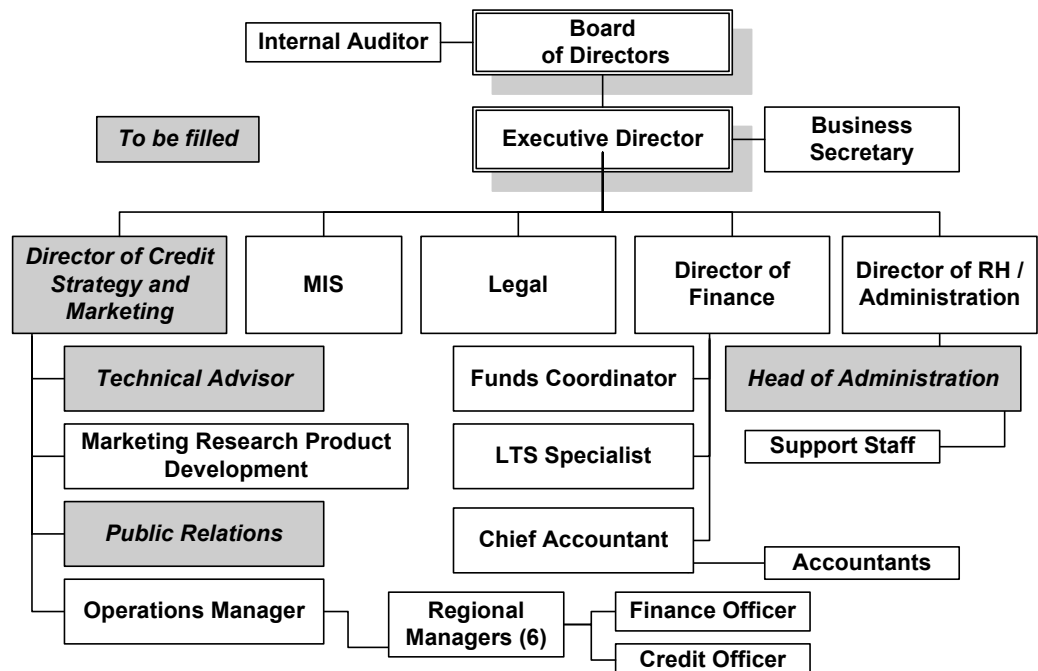 Internal Auditor
Board
of Directors
To be filled
Executive Director
Business
Secretary
Director of Credit
Strategy and
Marketing
MIS
Legal
Director of
Finance
Director of RH /
Administration
Technical Advisor
Funds Coordinator
Head of Administration
Marketing Research Product
Development
LTS Specialist
Support Staff
Public Relations
Chief Accountant
Accountants
Operations Manager
Regional
Managers (6)
Finance Officer
Credit Officer